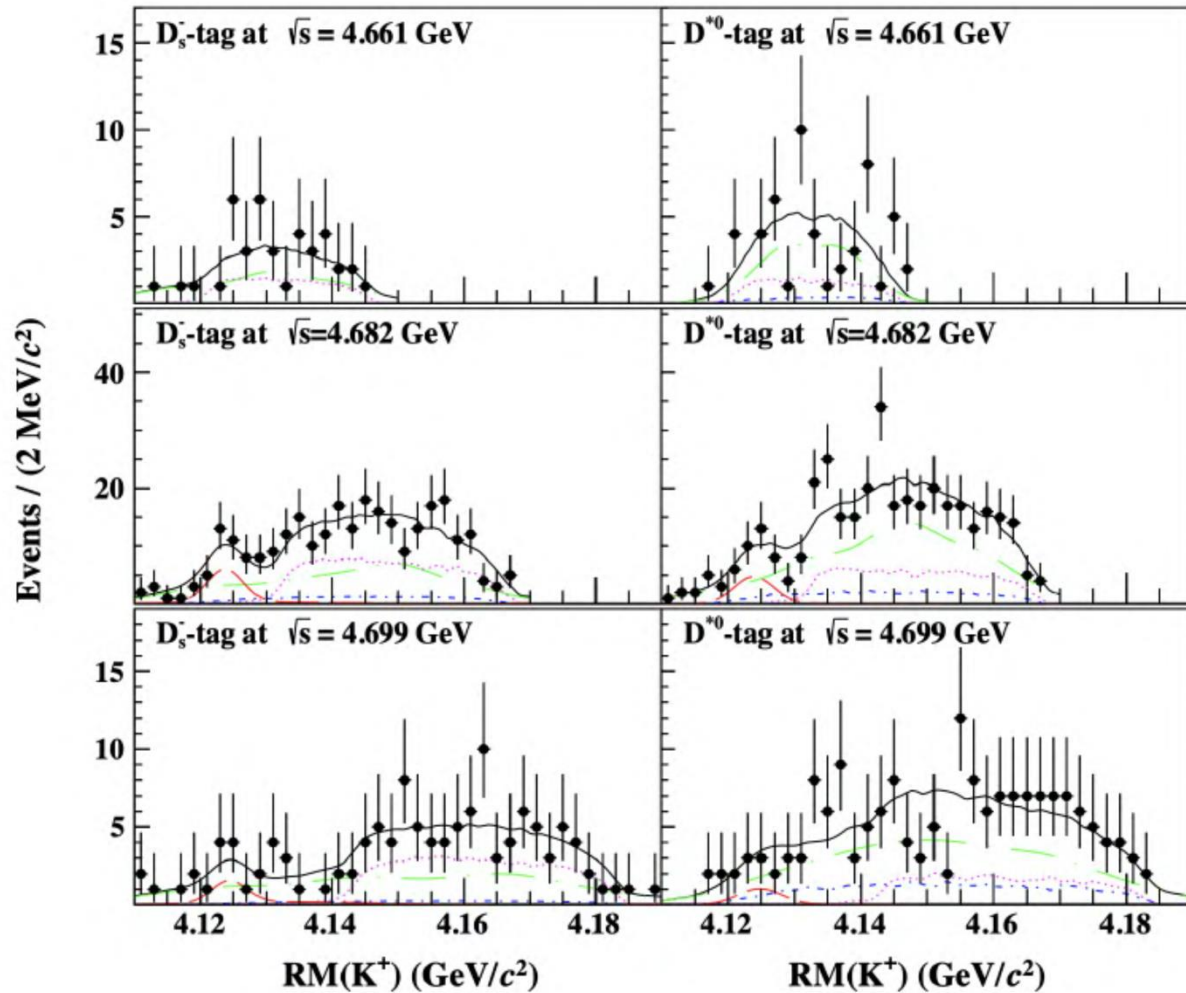 D_s^--tag at √s = 4.661 GeV
D^{*0}-tag at √s = 4.661 GeV
15
10
5
D_s^--tag at √s=4.682 GeV
D^{*0}-tag at √s=4.682 GeV
40
20
D_s^--tag at √s = 4.699 GeV
D^{*0}-tag at √s = 4.699 GeV
15
10
5
0
Events / (2 MeV/c²)
4.12 4.14 4.16 4.18
4.12 4.14 4.16 4.18
RM(K⁺) (GeV/c²)
RM(K⁺) (GeV/c²)